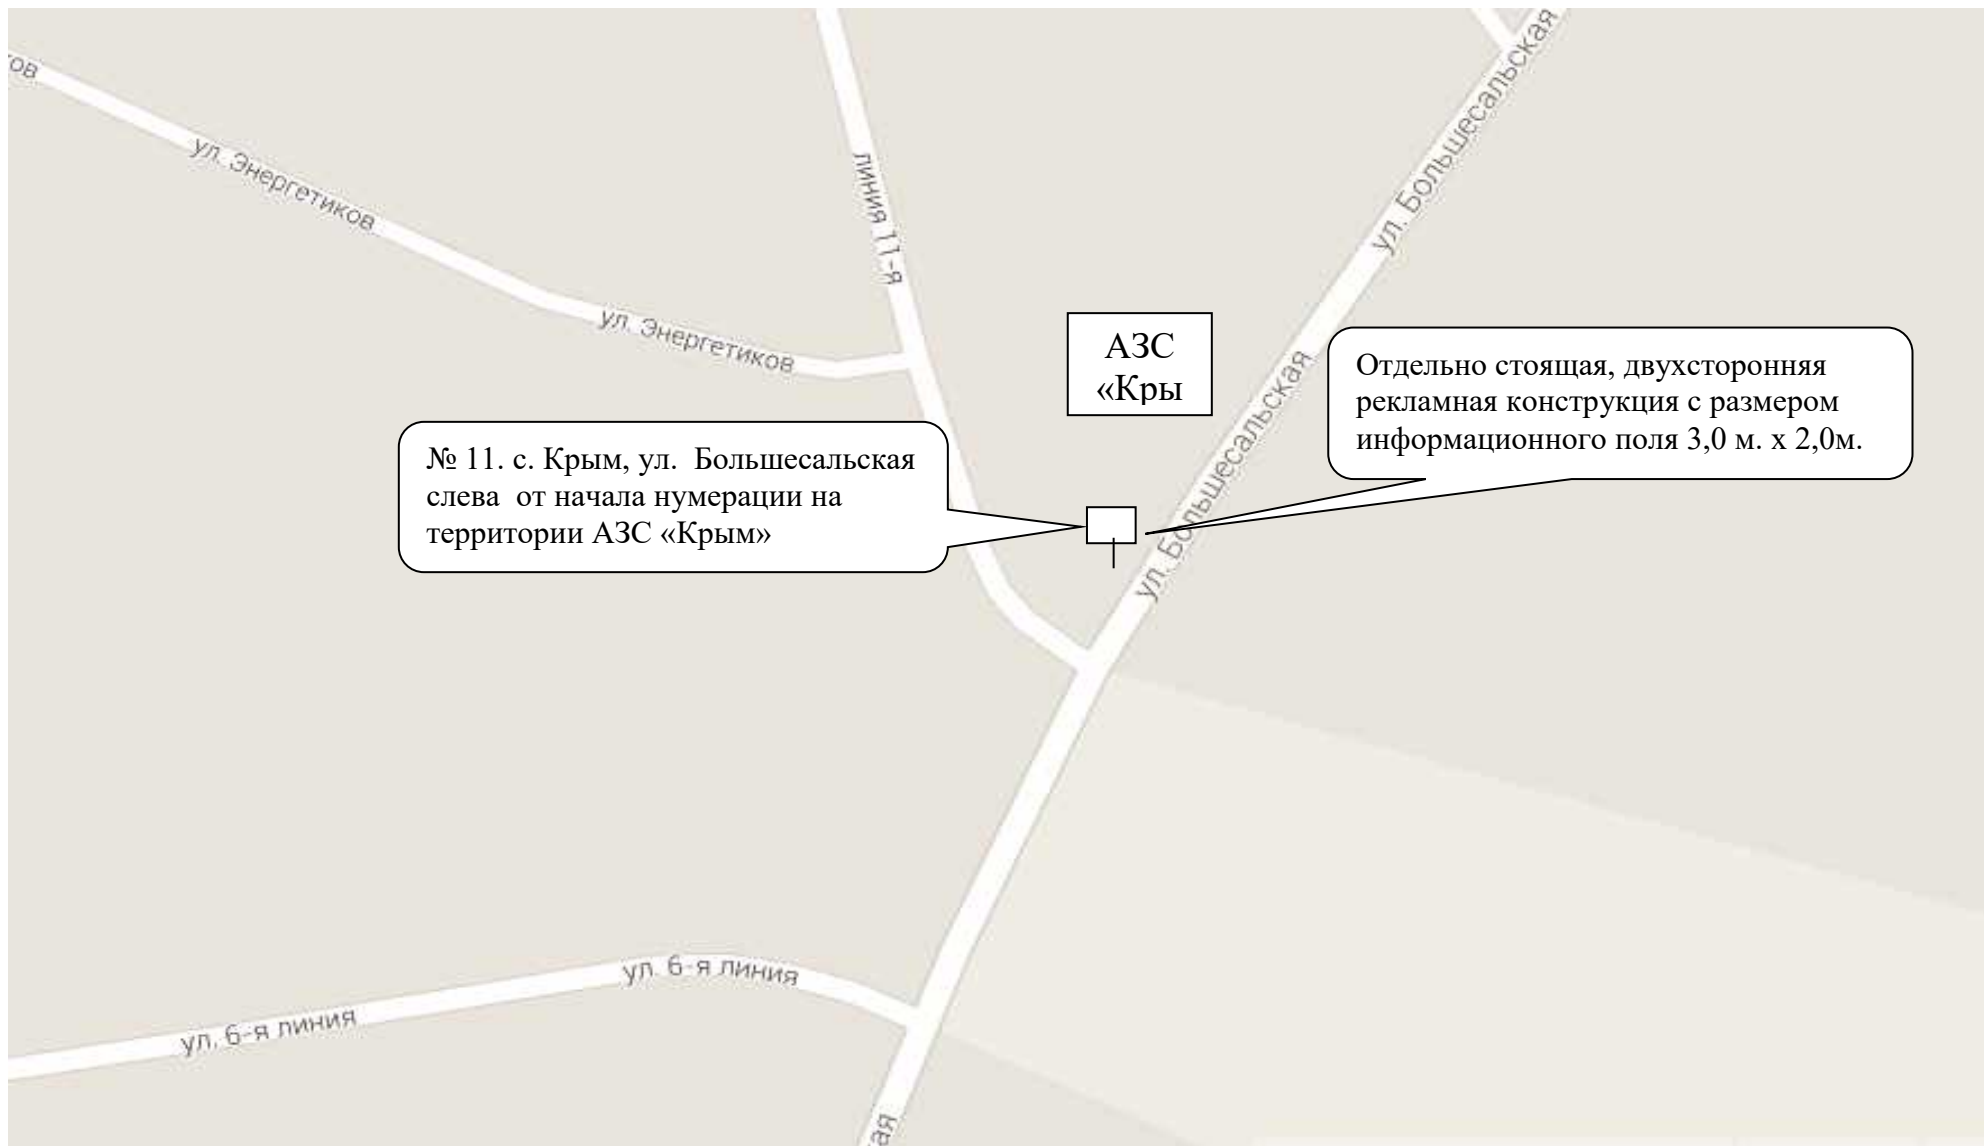 ов
ул. Энергетиков
ул. Энергетиков
линия 11-я
ул. Большесальская
АЗС
«Кры
Отдельно стоящая, двухсторонняя
рекламная конструкция с размером
информационного поля 3,0 м. х 2,0м.
№ 11. с. Крым, ул.  Большесальская
слева  от начала нумерации на
территории АЗС «Крым»
ул. Большесальская
ул. 6-я линия
ул. 6-я линия
ая